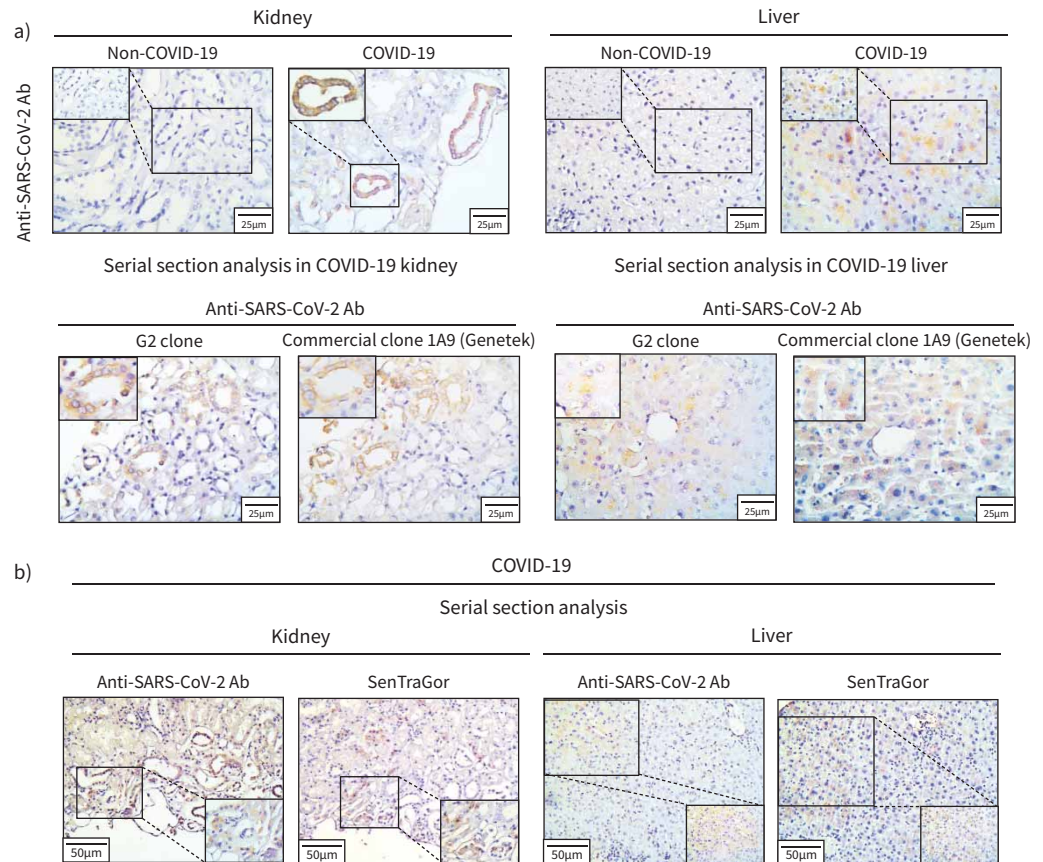 a)
Kidney
Liver
Non-COVID-19
COVID-19
Non-COVID-19
COVID-19
Anti-SARS-CoV-2 Ab
25μm
25μm
25μm
25μm
Serial section analysis in COVID-19 kidney
Serial section analysis in COVID-19 liver
Anti-SARS-CoV-2 Ab
Anti-SARS-CoV-2 Ab
G2 clone
Commercial clone 1A9 (Genetek)
G2 clone
Commercial clone 1A9 (Genetek)
25μm
25μm
25μm
25μm
b)
COVID-19
Serial section analysis
Kidney
Liver
Anti-SARS-CoV-2 Ab
SenTraGor
Anti-SARS-CoV-2 Ab
SenTraGor
50μm
50μm
50μm
50μm